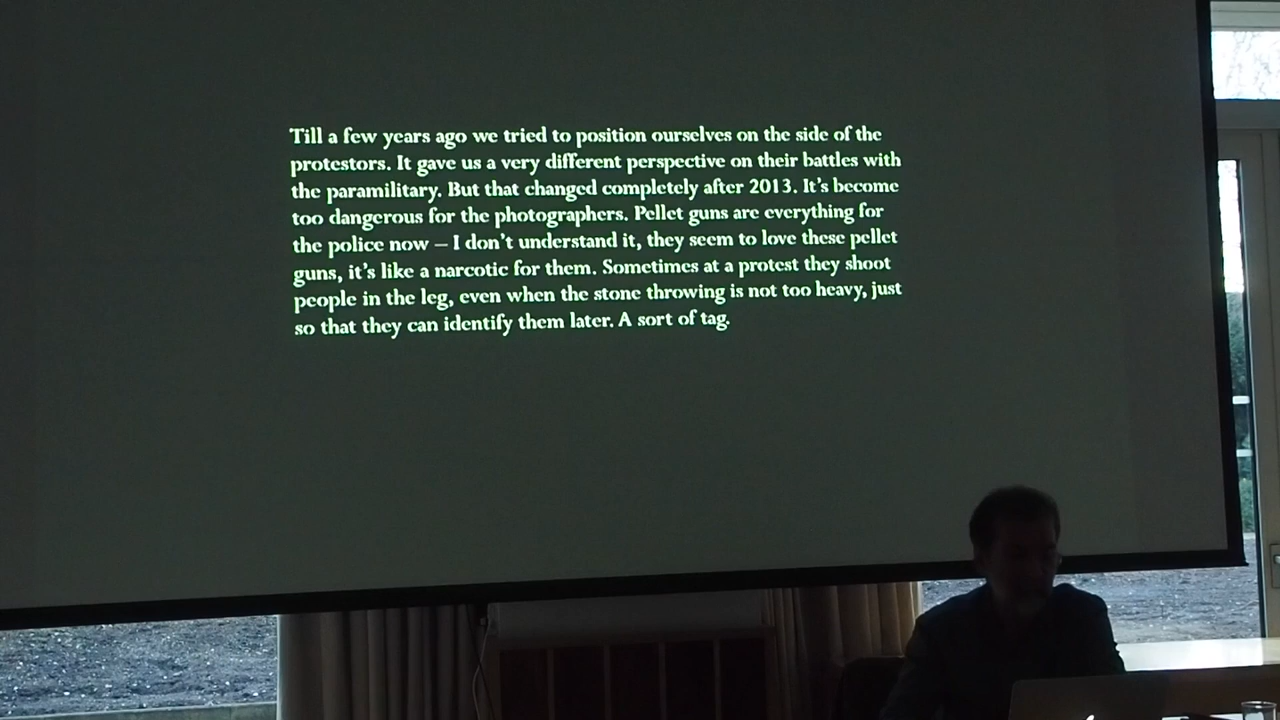 Till a few years ago we tried to position ourselves on the side of the
protestors. It gave us a very different perspective on their battles with
the paramilitary. But that changed completely after 2013. It's become
too dangerous for the photographers. Pellet guns are everything for
the police now – I don't understand it, they seem to love these pellet
guns, it's like a narcotic for them. Sometimes at a protest they shoot
people in the leg, even when the stone throwing is not too heavy, just
so that they can identify them later. A sort of tag.